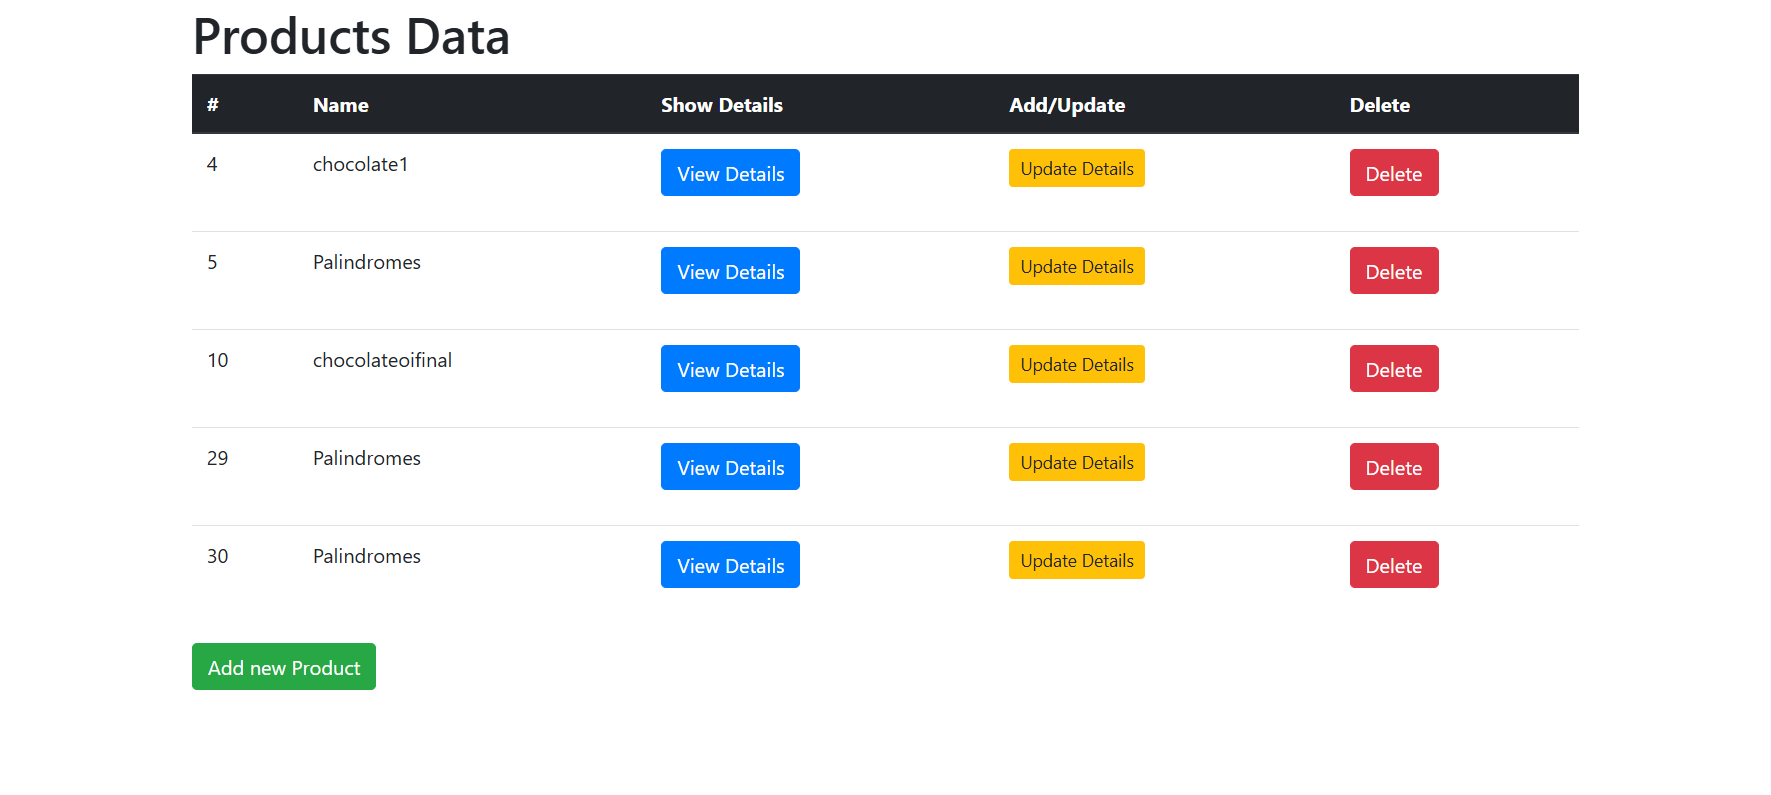 Products Data
# Name Show Details Add/Update Delete
4 chocolate1 View Details Update Details Delete
5 Palindromes View Details Update Details Delete
10 chocolateoifinal View Details Update Details Delete
29 Palindromes View Details Update Details Delete
30 Palindromes View Details Update Details Delete
Add new Product